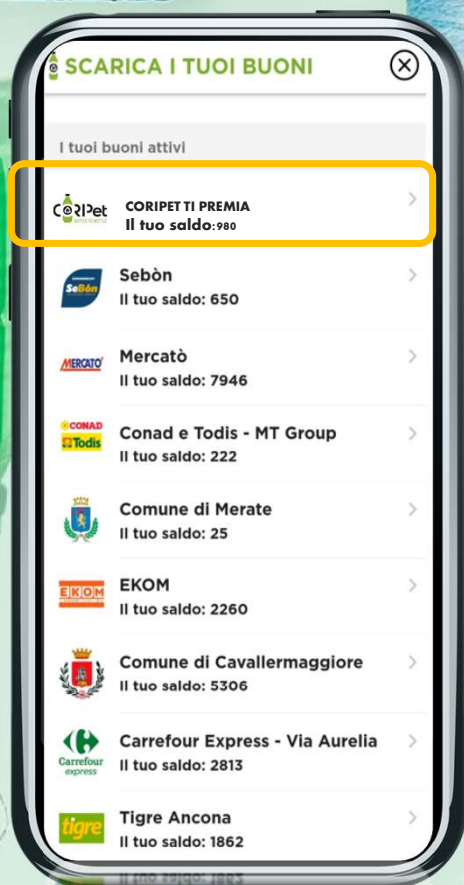 SCARICA I TUOI BUONI
I tuoi buoni attivi
CORIPet
CORIPET TI PREMIA
Il tuo saldo:980
SeBón
Sebòn
Il tuo saldo: 650
MERCATO'
Mercatò
Il tuo saldo: 7946
CONAD
Todis
Conad e Todis - MT Group
Il tuo saldo: 222
Comune di Merate
Il tuo saldo: 25
EKOM
EKOM
Il tuo saldo: 2260
Comune di Cavallermaggiore
Il tuo saldo: 5306
Carrefour
express
Carrefour Express - Via Aurelia
Il tuo saldo: 2813
tigre
Tigre Ancona
Il tuo saldo: 1862